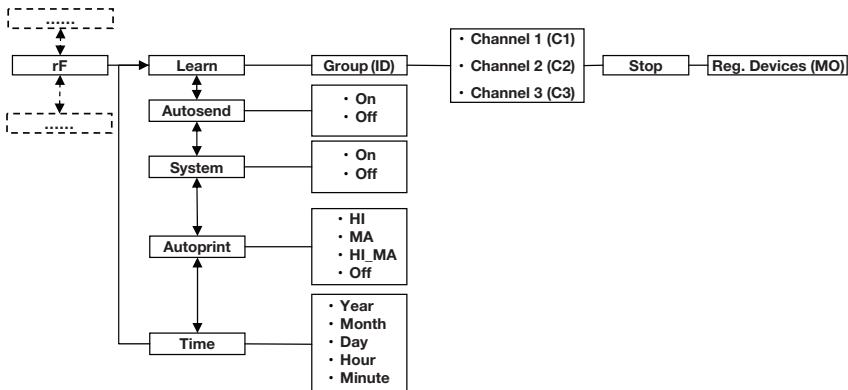 ......
rF
......
Learn
Group (ID)
· Channel 1 (C1)
· Channel 2 (C2)
· Channel 3 (C3)
Stop
Reg. Devices (MO)
Autosend
· On
· Off
System
· On
· Off
Autoprint
· HI
· MA
· HI_MA
· Off
Time
· Year
· Month
· Day
· Hour
· Minute